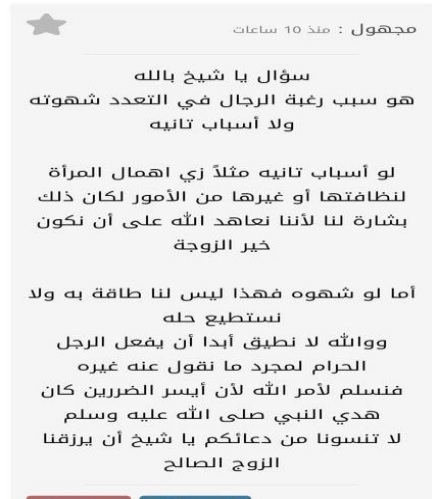 مجهول : منذ 10 ساعات
سؤال يا شيخ بالله
هو سبب رغبة الرجال في التعدد شهوته
ولا أسباب تانيه
لو أسباب تانيه مثلاً زي اهمال المرأة
لنظافتها أو غيرها من الأمور لكان ذلك
بشارة لنا لأننا نعاهد الله على أن نكون
خير الزوجة
أما لو شهوه فهذا ليس لنا طاقة به ولا
نستطيع حله
ووالله لا نطيق أبدا أن يفعل الرجل
الحرام لمجرد ما نقول عنه غيره
فنسلم لأمر الله لأن أيسر الضررين كان
هدي النبي صلى الله عليه وسلم
لا تنسونا من دعائكم يا شيخ أن يرزقنا
الزوج الصالح